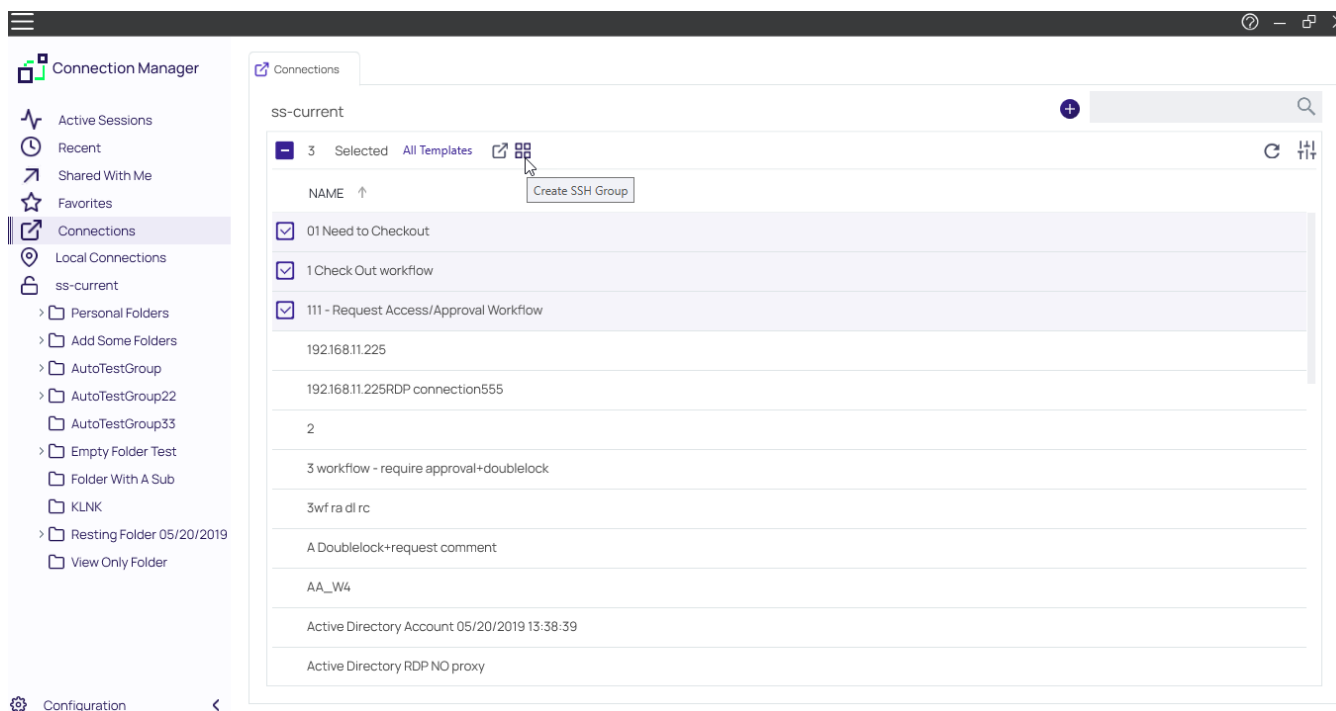 Connection Manager
Active Sessions
Recent
Shared With Me
Favorites
Connections
Local Connections
ss-current
Personal Folders
Add Some Folders
AutoTestGroup
AutoTestGroup22
AutoTestGroup33
Empty Folder Test
Folder With A Sub
KLNK
Resting Folder 05/20/2019
View Only Folder
Configuration
Connections
ss-current
3 Selected All Templates
Create SSH Group
NAME
01 Need to Checkout
1 Check Out workflow
111 - Request Access/Approval Workflow
192.168.11.225
192.168.11.225RDP connection555
2
3 workflow - require approval+doublelock
3wf ra dl rc
A Doublelock+request comment
AA_W4
Active Directory Account 05/20/2019 13:38:39
Active Directory RDP NO proxy